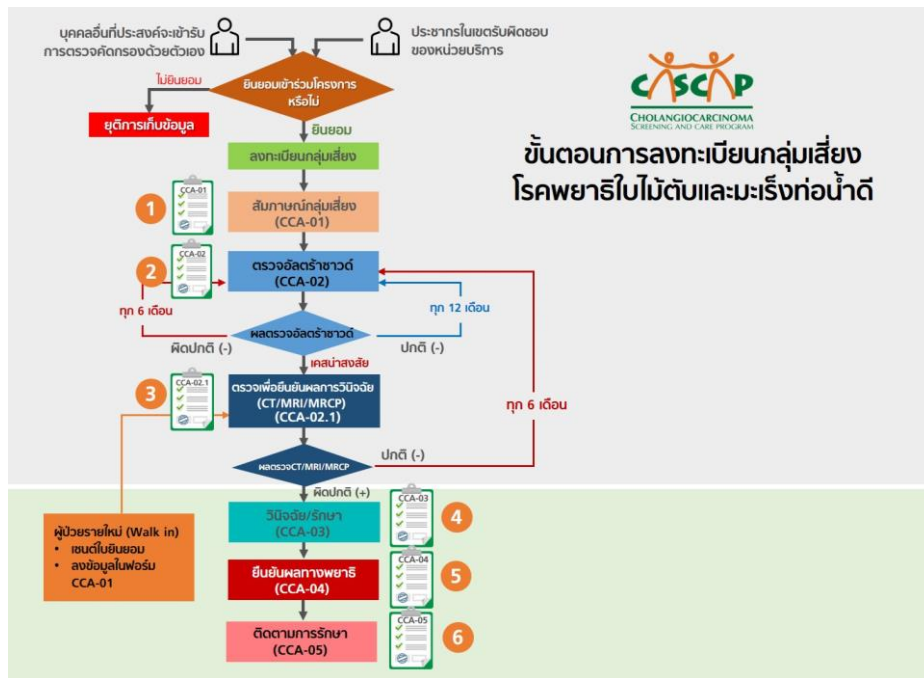 บุคคลอื่นที่ประสงค์จะเข้ารับ
การตรวจคัดกรองด้วยตัวเอง
ประชากรในเขตรับผิดชอบ
ของหน่วยบริการ
ยินยอมเข้าร่วมโครงการ
หรือไม่
ไม่ยินยอม
ยุติการเก็บข้อมูล
ยินยอม
CASCAP
CHOLANGIOCARCINOMA
SCREENING AND CARE PROGRAM
ขั้นตอนการลงทะเบียนกลุ่มเสี่ยง
โรคพยาธิใบไม้ตับและมะเร็งท่อน้ำดี
ลงทะเบียนกลุ่มเสี่ยง
1
CCA-01
สัมภาษณ์กลุ่มเสี่ยง
(CCA-01)
2
CCA-02
ตรวจอัลตร้าซาวด์
(CCA-02)
ทุก 6 เดือน
ทุก 12 เดือน
ผลตรวจอัลตร้าซาวด์
ผิดปกติ (-)
ปกติ (-)
เคสน่าสงสัย
3
CCA-02.1
ตรวจเพื่อยืนยันผลการวินิจฉัย
(CT/MRI/MRCP)
(CCA-02.1)
ทุก 6 เดือน
ผลตรวจCT/MRI/MRCP
ปกติ (-)
ผิดปกติ (+)
ผู้ป่วยรายใหม่ (Walk in)
• เซนต์ใบยินยอม
• ลงข้อมูลในฟอร์ม
CCA-01
วินิจฉัย/รักษา
(CCA-03)
CCA-03
4
ยืนยันผลทางพยาธิ
(CCA-04)
CCA-04
5
ติดตามการรักษา
(CCA-05)
CCA-05
6